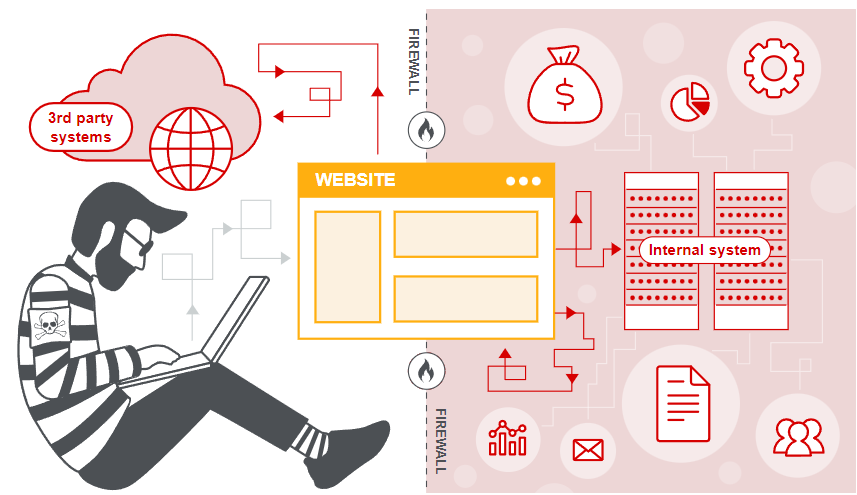 FIREWALL
3rd party
systems
WEBSITE
$
Internal system
FIREWALL